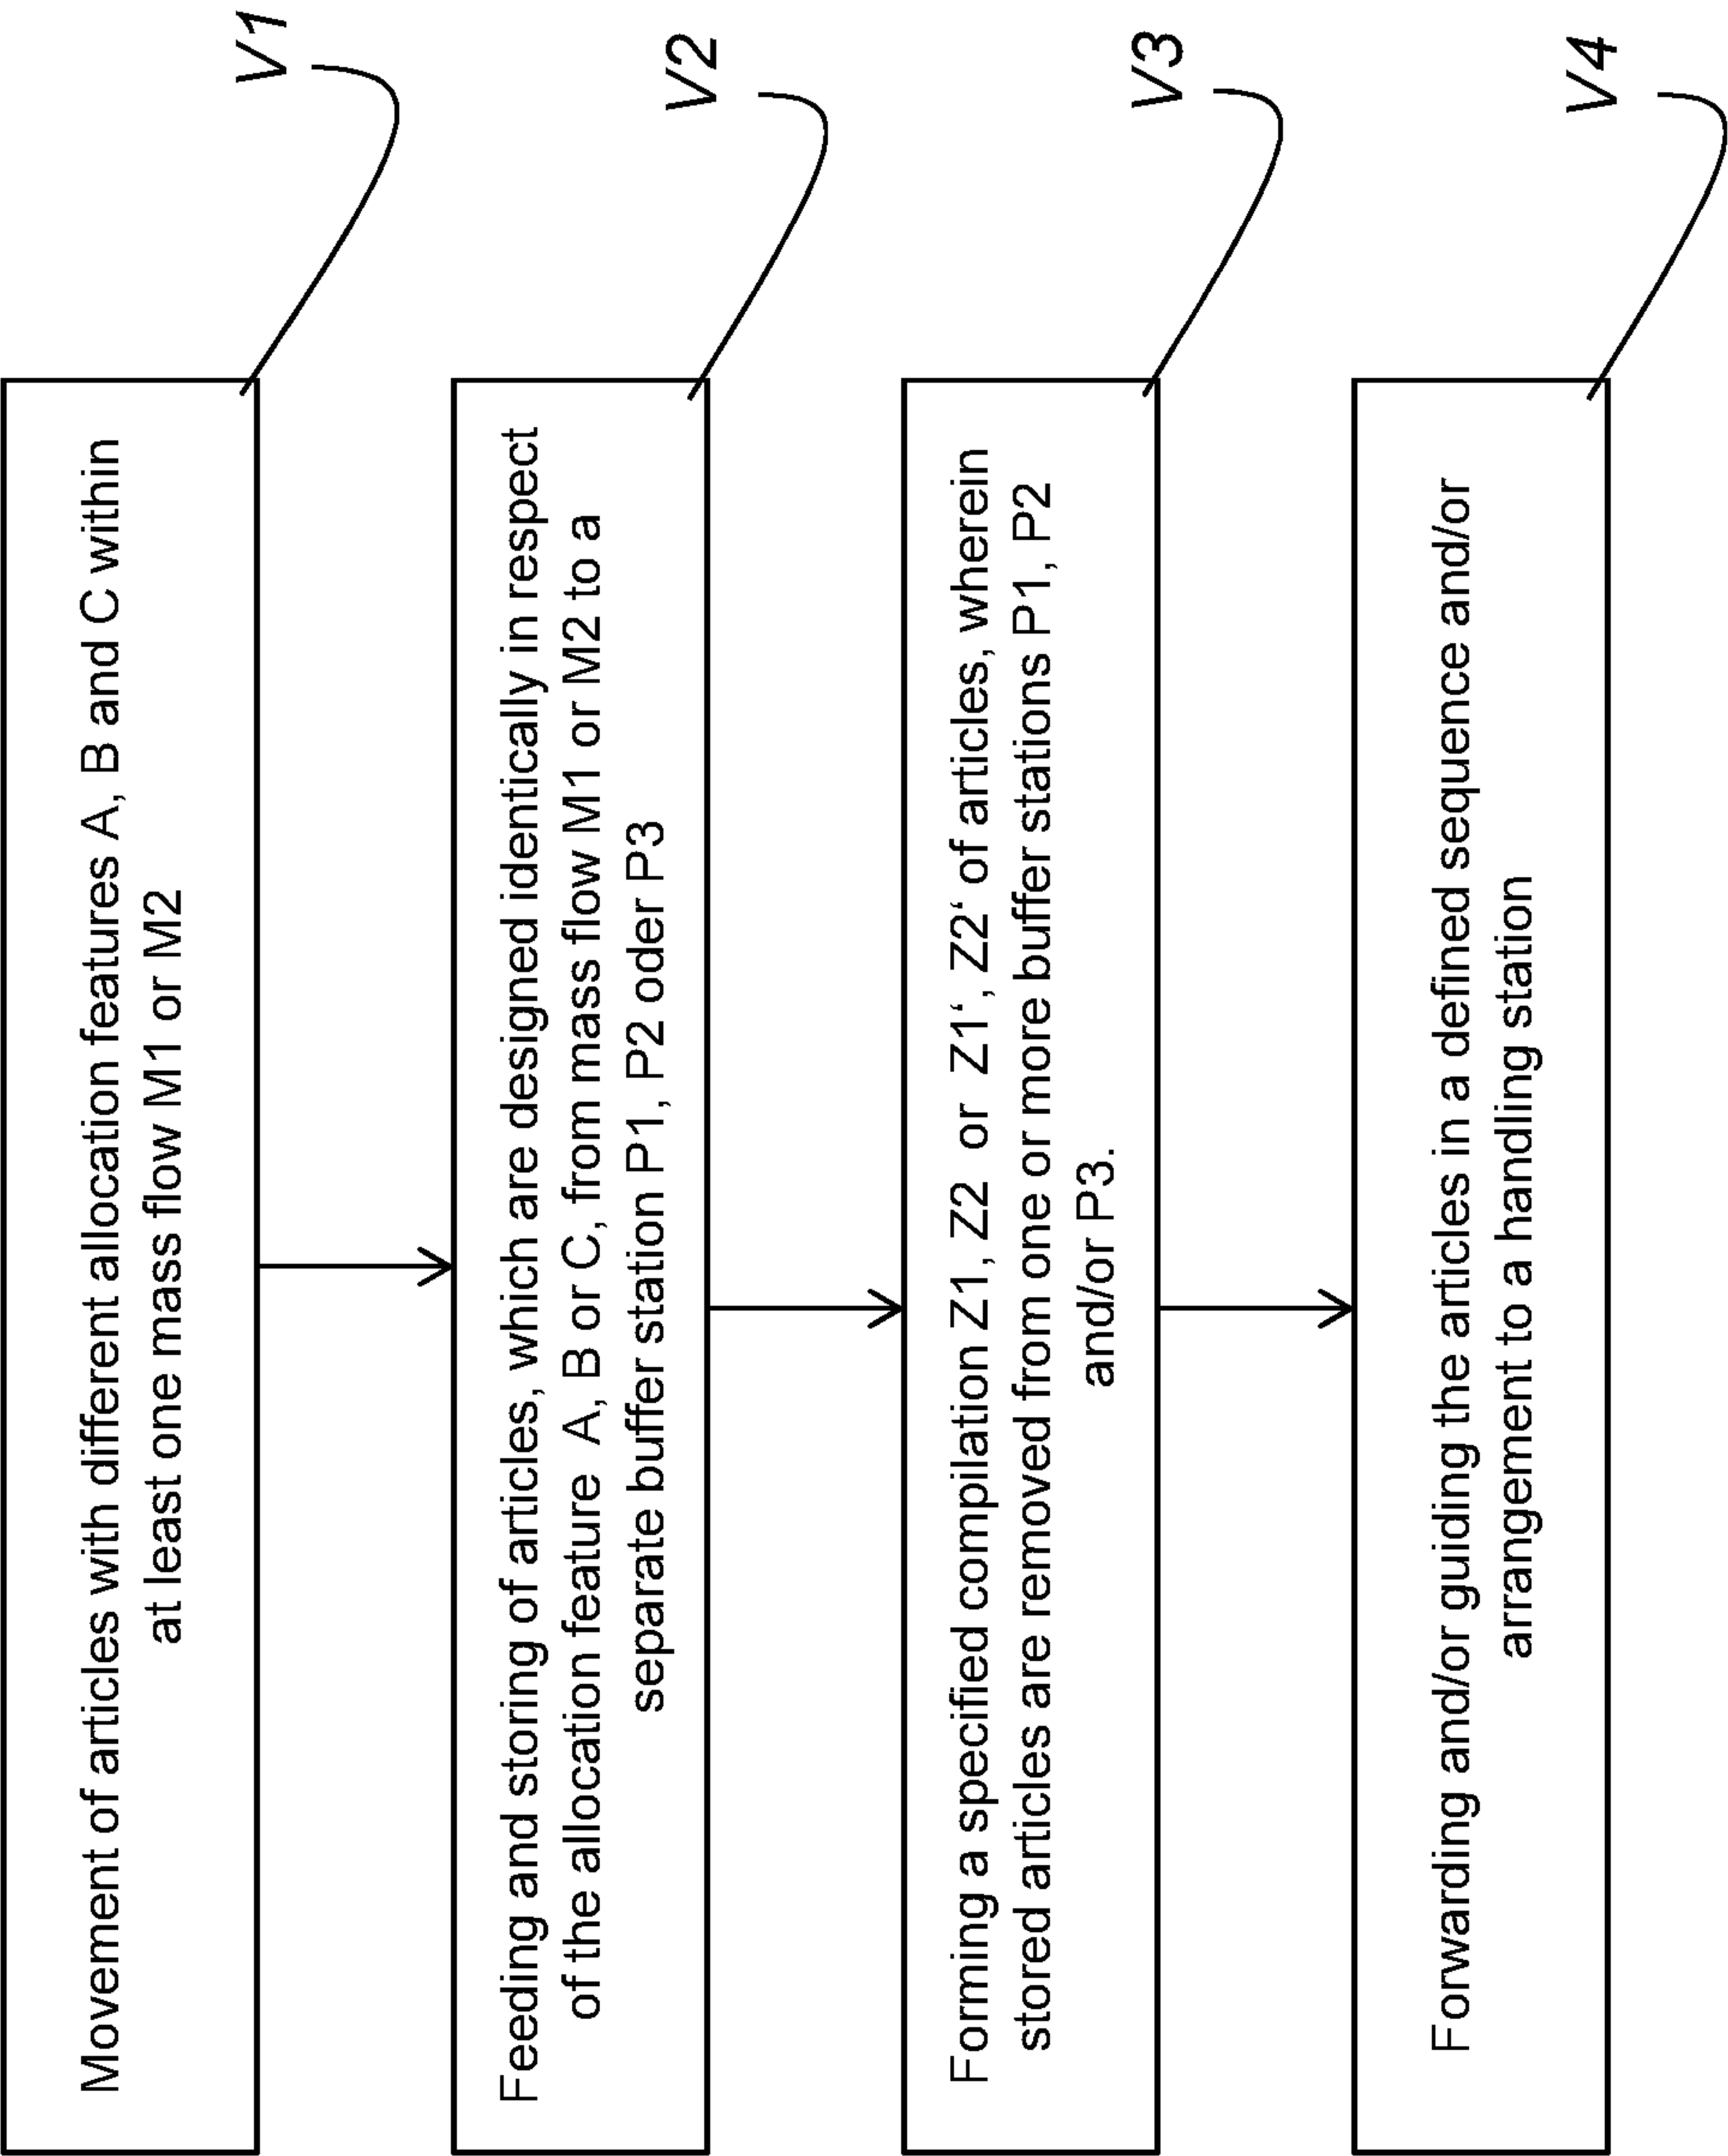 Movement of articles with different allocation features A, B and C within
at least one mass flow M1 or M2
V1
Feeding and storing of articles, which are designed identically in respect
of the allocation feature A, B or C, from mass flow M1 or M2 to a
separate buffer station P1, P2 oder P3
V2
Forming a specified compilation Z1, Z2 or Z1‘, Z2‘ of articles, wherein
stored articles are removed from one or more buffer stations P1, P2
and/or P3.
V3
Forwarding and/or guiding the articles in a defined sequence and/or
arrangement to a handling station
V4